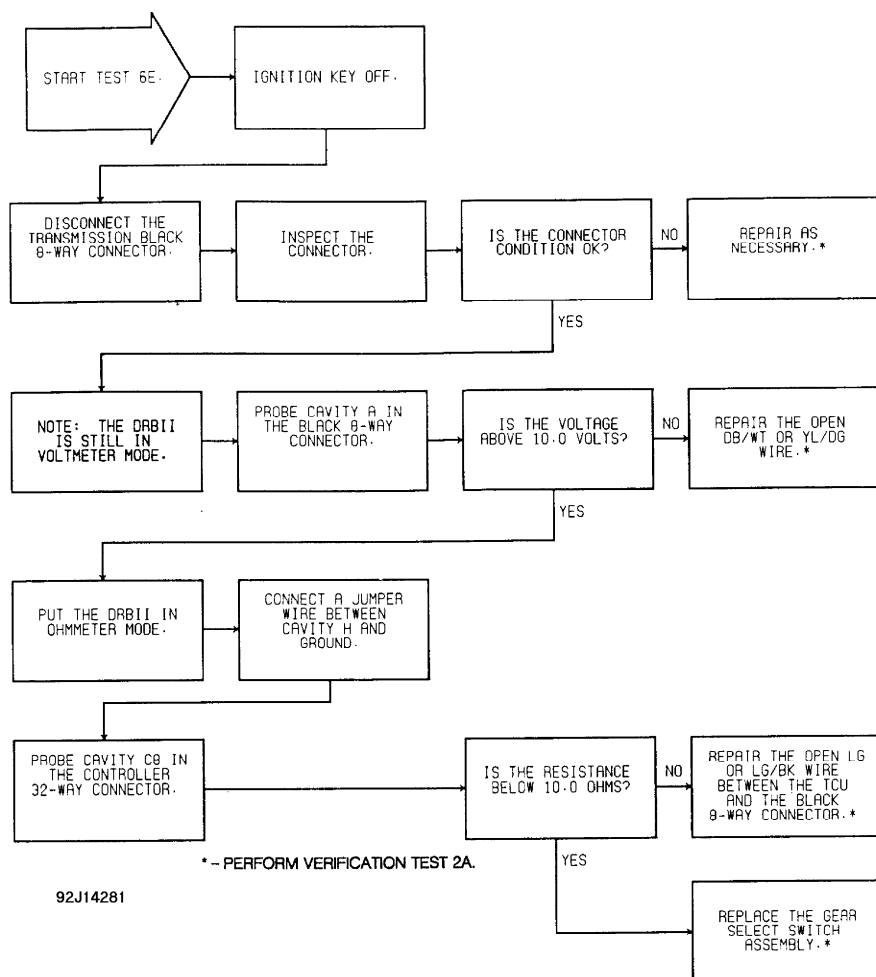 START TEST 6E.
IGNITION KEY OFF.
DISCONNECT THE
TRANSMISSION BLACK
8-WAY CONNECTOR.
INSPECT THE
CONNECTOR.
IS THE CONNECTOR
CONDITION OK?
NO
REPAIR AS
NECESSARY.*
YES
NOTE: THE DRBII
IS STILL IN
VOLTMETER MODE.
PROBE CAVITY A IN
THE BLACK 8-WAY
CONNECTOR.
IS THE VOLTAGE
ABOVE 10.0 VOLTS?
NO
REPAIR THE OPEN
DB/WT OR YL/DG
WIRE.*
YES
PUT THE DRBII IN
OHMMETER MODE.
CONNECT A JUMPER
WIRE BETWEEN
CAVITY H AND
GROUND.
PROBE CAVITY C8 IN
THE CONTROLLER
32-WAY CONNECTOR.
IS THE RESISTANCE
BELOW 10.0 OHMS?
NO
REPAIR THE OPEN LG
OR LG/BK WIRE
BETWEEN THE TCU
AND THE BLACK
8-WAY CONNECTOR.*
* – PERFORM VERIFICATION TEST 2A.
YES
92J14281
REPLACE THE GEAR
SELECT SWITCH
ASSEMBLY.*